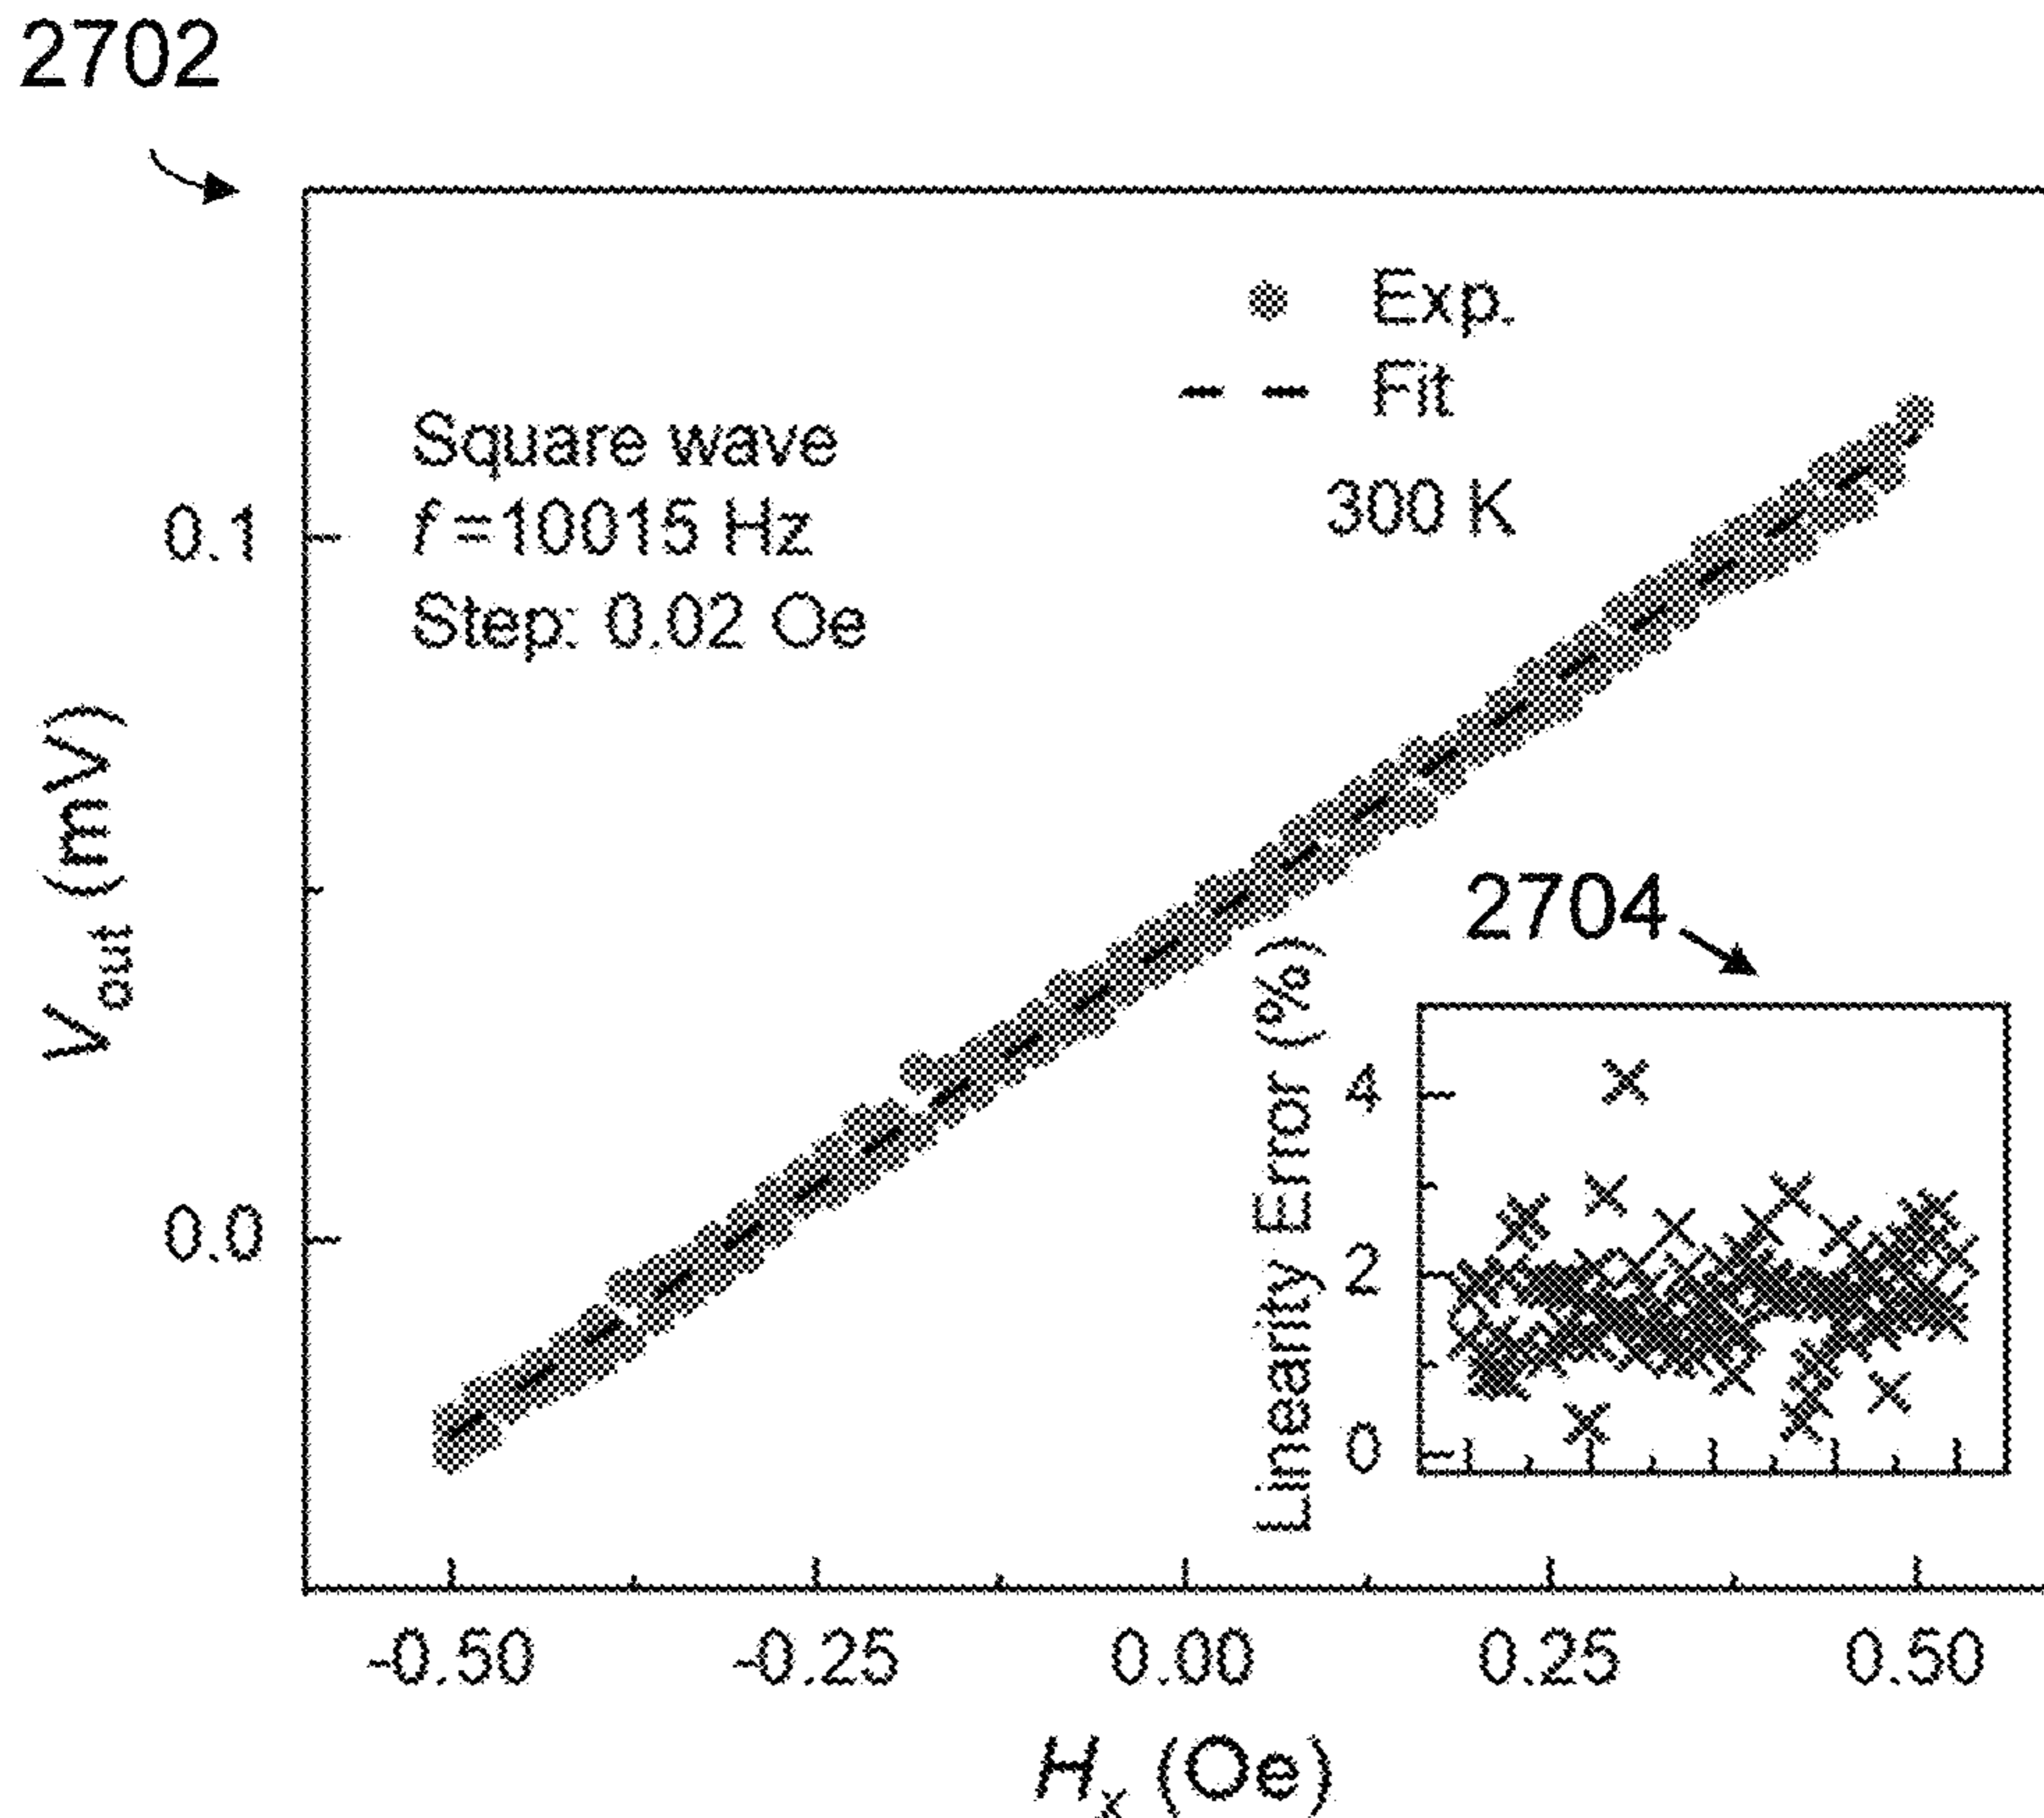 2702
Exp.
Fit
300 K
Square wave
f=10015 Hz
Step: 0.02 Oe
0.1
0.0
Vout (mV)
2704
Linearity Error (%)
4
2
0
-0.50
-0.25
0.00
0.25
0.50
Hx (Oe)